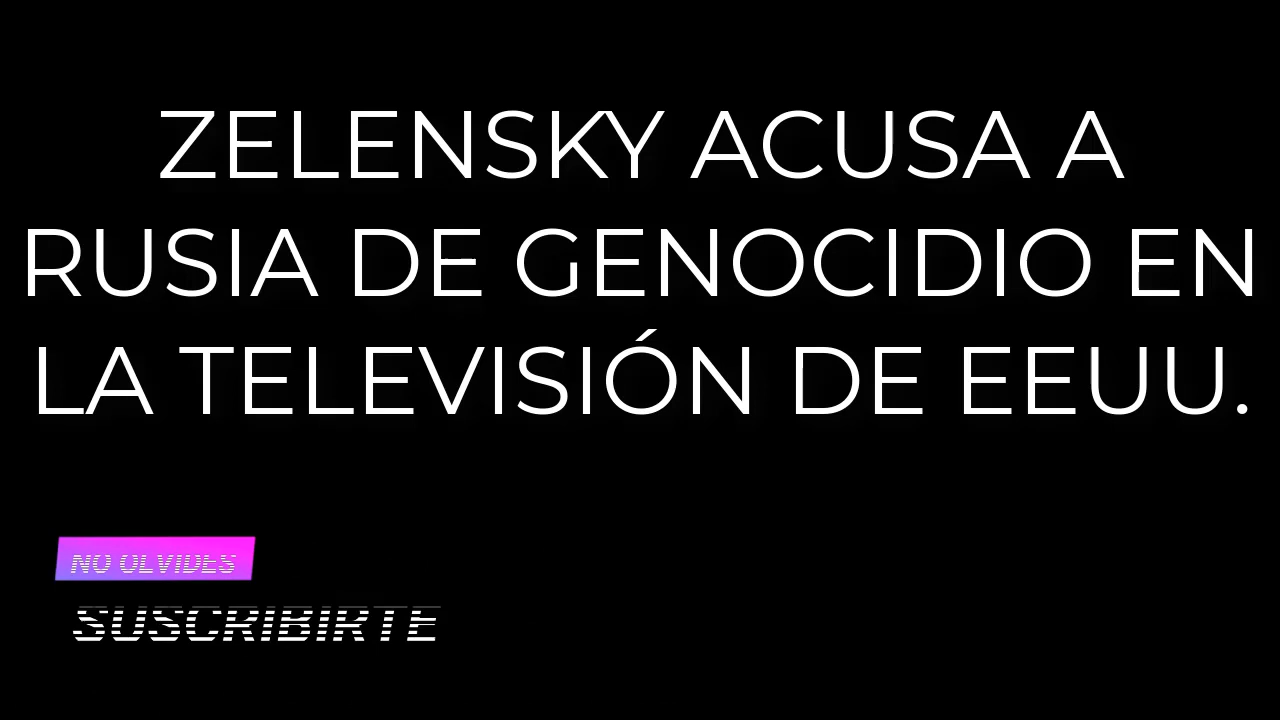 ZELENSKY ACUSA A
RUSIA DE GENOCIDIO EN
LA TELEVISIÓN DE EEUU.
NO OLVIDES
SUSCRIBIRTE